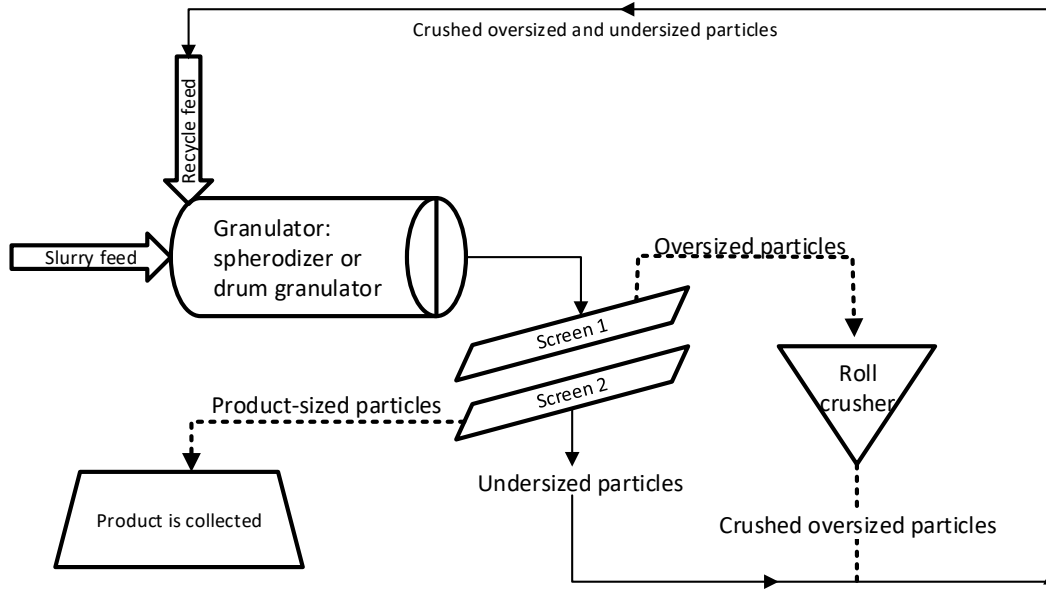 Crushed oversized and undersized particles
Recycle feed
Slurry feed
Granulator:
spherodizer or
drum granulator
Oversized particles
Screen 1
Screen 2
Roll
crusher
Product-sized particles
Undersized particles
Product is collected
Crushed oversized particles